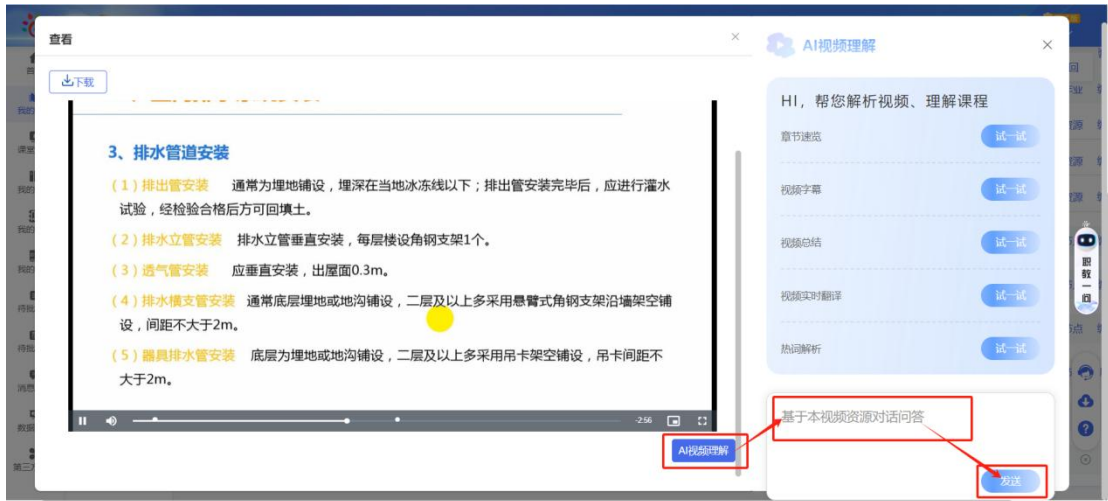 查看
下载
3、排水管道安装
(1)排出管安装 通常为埋地铺设，埋深在当地冰冻线以下；排出管安装完毕后，应进行灌水
试验，经检验合格后方可回填土。
(2)排水立管安装 排水立管垂直安装，每层楼设角钢支架1个。
(3)透气管安装 应垂直安装，出屋面0.3m。
(4)排水横支管安装 通常底层埋地或地沟铺设，二层及以上多采用悬臂式角钢支架沿墙架空铺
设，间距不大于2m。
(5)器具排水管安装 底层为埋地或地沟铺设，二层及以上多采用吊卡架空铺设，吊卡间距不
大于2m。
-2:56
AI视频理解
AI视频理解
HI，帮您解析视频、理解课程
章节速览 试一试
视频字幕 试一试
视频总结 试一试
视频实时翻译 试一试
热词解析 试一试
基于本视频资源对话问答
发送
职教一问